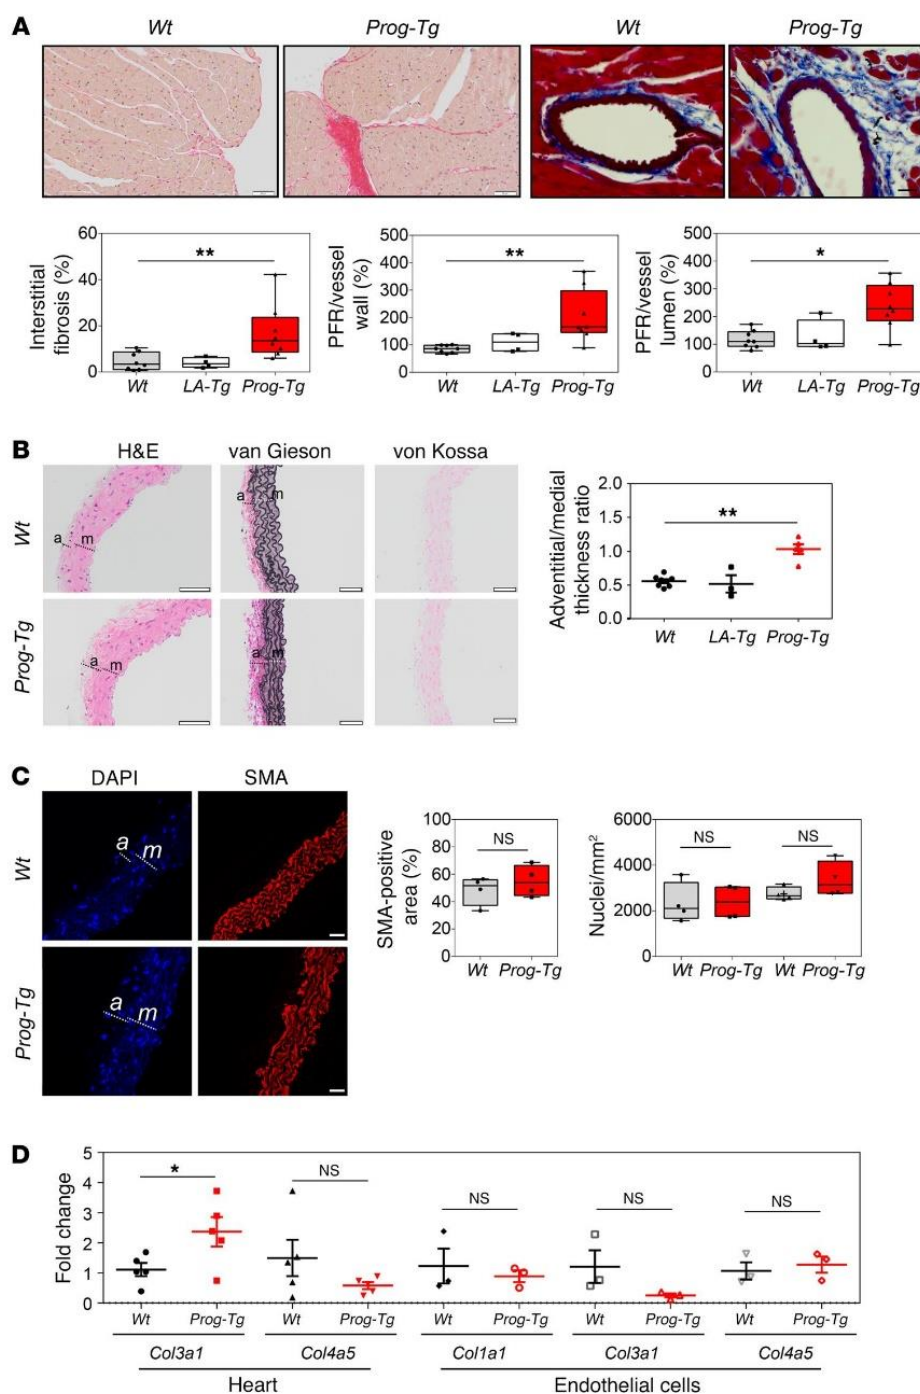 A
Wt
Prog-Tg
Wt
Prog-Tg
Interstitial fibrosis (%)
60
40
20
0
**
Wt
LA-Tg
Prog-Tg
PFR/vessel wall (%)
500
400
300
200
100
0
**
Wt
LA-Tg
Prog-Tg
PFR/vessel lumen (%)
500
400
300
200
100
0
*
Wt
LA-Tg
Prog-Tg
B
H&E
van Gieson
von Kossa
Wt
a
m
a
m
Prog-Tg
a
m
a
m
Adventitial/medial thickness ratio
2.0
1.5
1.0
0.5
0.0
**
Wt
LA-Tg
Prog-Tg
C
DAPI
SMA
Wt
a
m
Prog-Tg
a
m
SMA-positive area (%)
100
80
60
40
20
0
NS
Wt
Prog-Tg
Nuclei/mm²
6000
4000
2000
0
NS
NS
Wt
Prog-Tg
Wt
Prog-Tg
D
Fold change
5
4
3
2
1
0
*
NS
NS
NS
NS
Wt
Prog-Tg
Wt
Prog-Tg
Wt
Prog-Tg
Wt
Prog-Tg
Wt
Prog-Tg
Col3a1
Col4a5
Col1a1
Col3a1
Col4a5
Heart
Endothelial cells